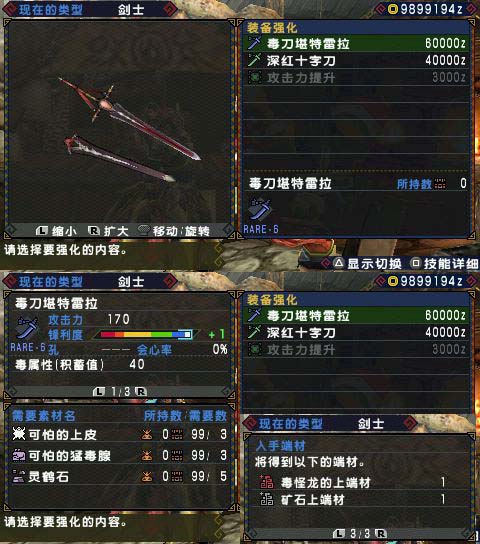 现在的类型 剑士
9899194z
装备强化
毒刀堪特雷拉 60000z
深红十字刀 40000z
攻击力提升 3000z
毒刀堪特雷拉 所持数 0
RARE-6
L 缩小 R 扩大 移动/旋转
请选择要强化的内容。
△显示切换 □技能详细
现在的类型 剑士
9899194z
毒刀堪特雷拉
攻击力 170
锋利度 +1
RARE-6 孔 --- 会心率 0%
毒属性(积蓄值) 40
L 1/3 R
需要素材名 所持数/需要数
可怕的上皮 0 99/ 3
可怕的猛毒腺 0 99/ 3
灵鹤石 0 99/ 5
请选择要强化的内容。
装备强化
毒刀堪特雷拉 60000z
深红十字刀 40000z
攻击力提升 3000z
现在的类型 剑士
入手端材
将得到以下的端材。
毒怪龙的上端材 1
矿石上端材 1
L 3/3 R